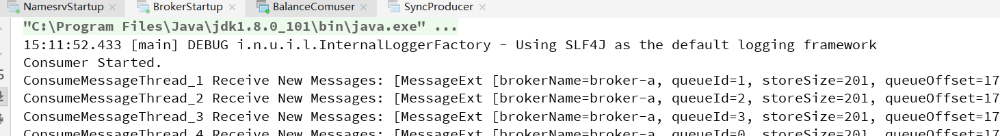 NamesrvStartup × BrokerStartup × BalanceComuser × SyncProducer ×
"C:\Program Files\Java\jdk1.8.0_101\bin\java.exe" ...
15:11:52.433 [main] DEBUG i.n.u.i.l.InternalLoggerFactory - Using SLF4J as the default logging framework
Consumer Started.
ConsumeMessageThread_1 Receive New Messages: [MessageExt [brokerName=broker-a, queueId=1, storeSize=201, queueOffset=17
ConsumeMessageThread_2 Receive New Messages: [MessageExt [brokerName=broker-a, queueId=2, storeSize=201, queueOffset=17
ConsumeMessageThread_3 Receive New Messages: [MessageExt [brokerName=broker-a, queueId=3, storeSize=201, queueOffset=17
ConsumeMessageThread_4 Receive New Messages: [MessageExt [brokerName=broker-a, queueId=0, storeSize=201, queueOffset=17